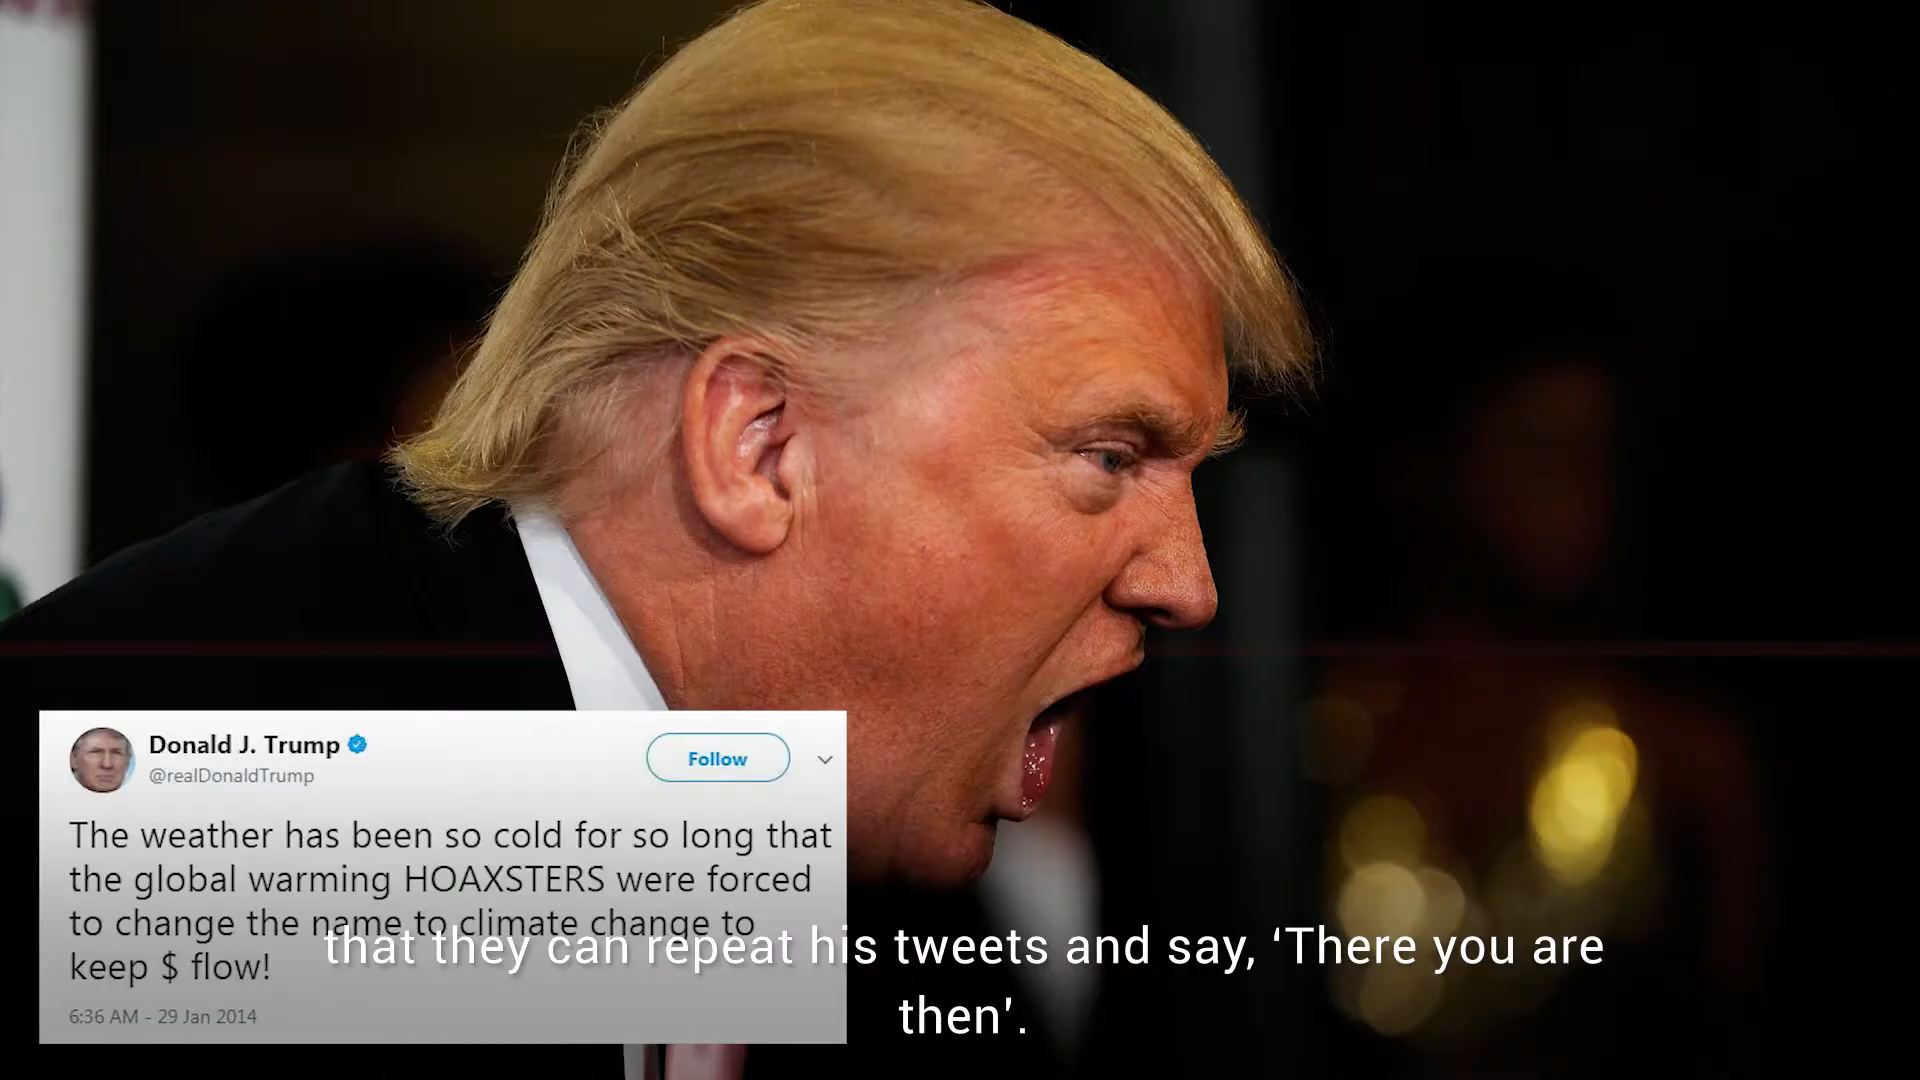 Donald J. Trump
@realDonaldTrump
Follow
The weather has been so cold for so long that
the global warming HOAXSTERS were forced
to change the name to climate change to
keep $ flow!
6:36 AM - 29 Jan 2014
that they can repeat his tweets and say, ‘There you are
then'.